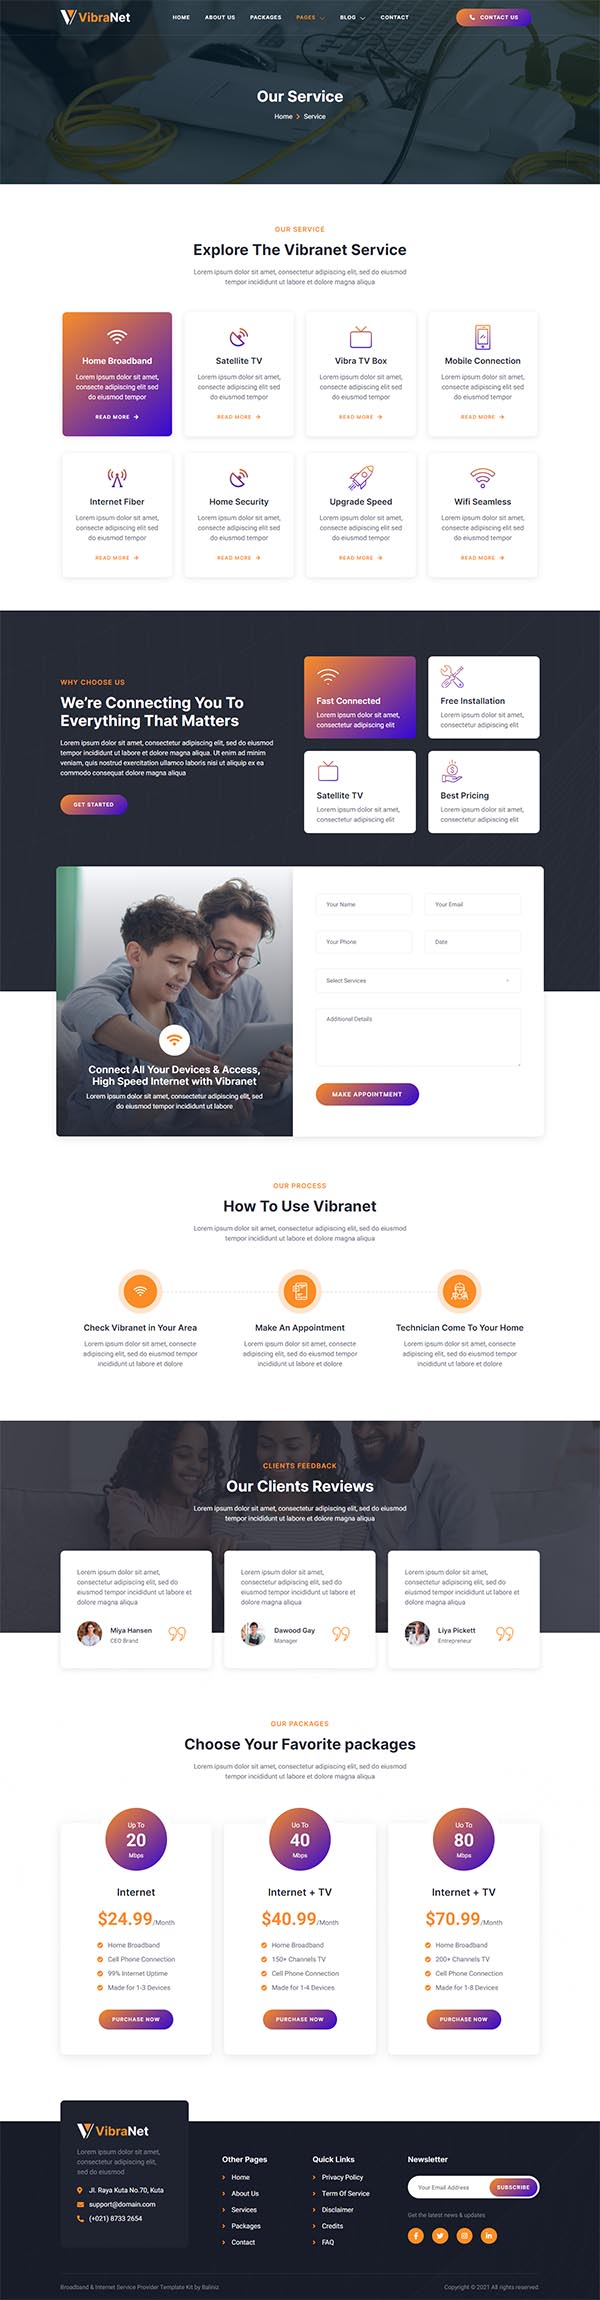 VibraNet
HOME ABOUT US PACKAGES PAGES BLOG CONTACT
CONTACT US
Our Service
Home Service
OUR SERVICE
Explore The Vibranet Service
Lorem ipsum dolor sit amet, consectetur adipiscing elit, sed do eiusmod
tempor incididunt ut labore et dolore magna aliqua
Home Broadband
Lorem ipsum dolor sit amet,
consecte adipiscing elit sed
do eiusmod tempor
READ MORE
Satellite TV
Lorem ipsum dolor sit amet,
consecte adipiscing elit sed
do eiusmod tempor
READ MORE
Vibra TV Box
Lorem ipsum dolor sit amet,
consecte adipiscing elit sed
do eiusmod tempor
READ MORE
Mobile Connection
Lorem ipsum dolor sit amet,
consecte adipiscing elit sed
do eiusmod tempor
READ MORE
Internet Fiber
Lorem ipsum dolor sit amet,
consecte adipiscing elit sed
do eiusmod tempor
READ MORE
Home Security
Lorem ipsum dolor sit amet,
consecte adipiscing elit sed
do eiusmod tempor
READ MORE
Upgrade Speed
Lorem ipsum dolor sit amet,
consecte adipiscing elit sed
do eiusmod tempor
READ MORE
Wifi Seamless
Lorem ipsum dolor sit amet,
consecte adipiscing elit sed
do eiusmod tempor
READ MORE
WHY CHOOSE US
We're Connecting You To
Everything That Matters
Lorem ipsum dolor sit amet, consectetur adipiscing elit, sed do eiusmod
tempor incididunt ut labore et dolore magna aliqua. Ut enim ad minim
veniam, quis nostrud exercitation ullamco laboris nisi ut aliquip ex ea
commodo consequat dolore magna aliqua
GET STARTED
Fast Connected
Lorem ipsum dolor sit amet,
consectetur adipiscing elit
Free Installation
Lorem ipsum dolor sit amet,
consectetur adipiscing elit
Satellite TV
Lorem ipsum dolor sit amet,
consectetur adipiscing elit
Best Pricing
Lorem ipsum dolor sit amet,
consectetur adipiscing elit
Connect All Your Devices & Access,
High Speed Internet with Vibranet
Lorem ipsum dolor sit amet, consectetur adipiscing elit, sed
do eiusmod tempor incididunt ut labore
Your Name
Your Email
Your Phone
Date
Select Services
Additional Details
MAKE APPOINTMENT
OUR PROCESS
How To Use Vibranet
Lorem ipsum dolor sit amet, consectetur adipiscing elit, sed do eiusmod
tempor incididunt ut labore et dolore magna aliqua
Check Vibranet in Your Area
Lorem ipsum dolor sit amet, consecte
adipiscing elit, sed do eiusmod tempor
incididunt ut labore et dolore
Make An Appointment
Lorem ipsum dolor sit amet, consecte
adipiscing elit, sed do eiusmod tempor
incididunt ut labore et dolore
Technician Come To Your Home
Lorem ipsum dolor sit amet, consecte
adipiscing elit, sed do eiusmod tempor
incididunt ut labore et dolore
CLIENTS FEEDBACK
Our Clients Reviews
Lorem ipsum dolor sit amet, consectetur adipiscing elit, sed do eiusmod
tempor incididunt ut labore et dolore magna aliqua
Lorem ipsum dolor sit amet,
consectetur adipiscing elit, sed do
eiusmod tempor incididunt ut labore et
dolore magna aliqua
Miya Hansen
CEO Brand
Lorem ipsum dolor sit amet,
consectetur adipiscing elit, sed do
eiusmod tempor incididunt ut labore et
dolore magna aliqua
Dawood Gay
Manager
Lorem ipsum dolor sit amet,
consectetur adipiscing elit, sed do
eiusmod tempor incididunt ut labore et
dolore magna aliqua
Liya Pickett
Entrepreneur
OUR PACKAGES
Choose Your Favorite packages
Lorem ipsum dolor sit amet, consectetur adipiscing elit, sed do eiusmod
tempor incididunt ut labore et dolore magna aliqua
Up To
20
Mbps
Internet
$24.99/Month
Home Broadband
Cell Phone Connection
99% Internet Uptime
Made for 1-3 Devices
PURCHASE NOW
Uo To
40
Mbps
Internet + TV
$40.99/Month
Home Broadband
150+ Channels TV
Cell Phone Connection
Made for 1-4 Devices
PURCHASE NOW
Uo To
80
Mbps
Internet + TV
$70.99/Month
Home Broadband
200+ Channels TV
Cell Phone Connection
Made for 1-8 Devices
PURCHASE NOW
VibraNet
Lorem ipsum dolor sit amet,
consectetur adipiscing elit,
sed do eiusmod
Jl. Raya Kuta No.70, Kuta
support@domain.com
(+021) 8733 2654
Other Pages
Home
About Us
Services
Packages
Contact
Quick Links
Privacy Policy
Term Of Service
Disclaimer
Credits
FAQ
Newsletter
Your Email Address
SUBSCRIBE
Get the latest news & updates
Broadband & Internet Service Provider Template Kit by Baliniz
Copyright © 2021 All rights reserved.